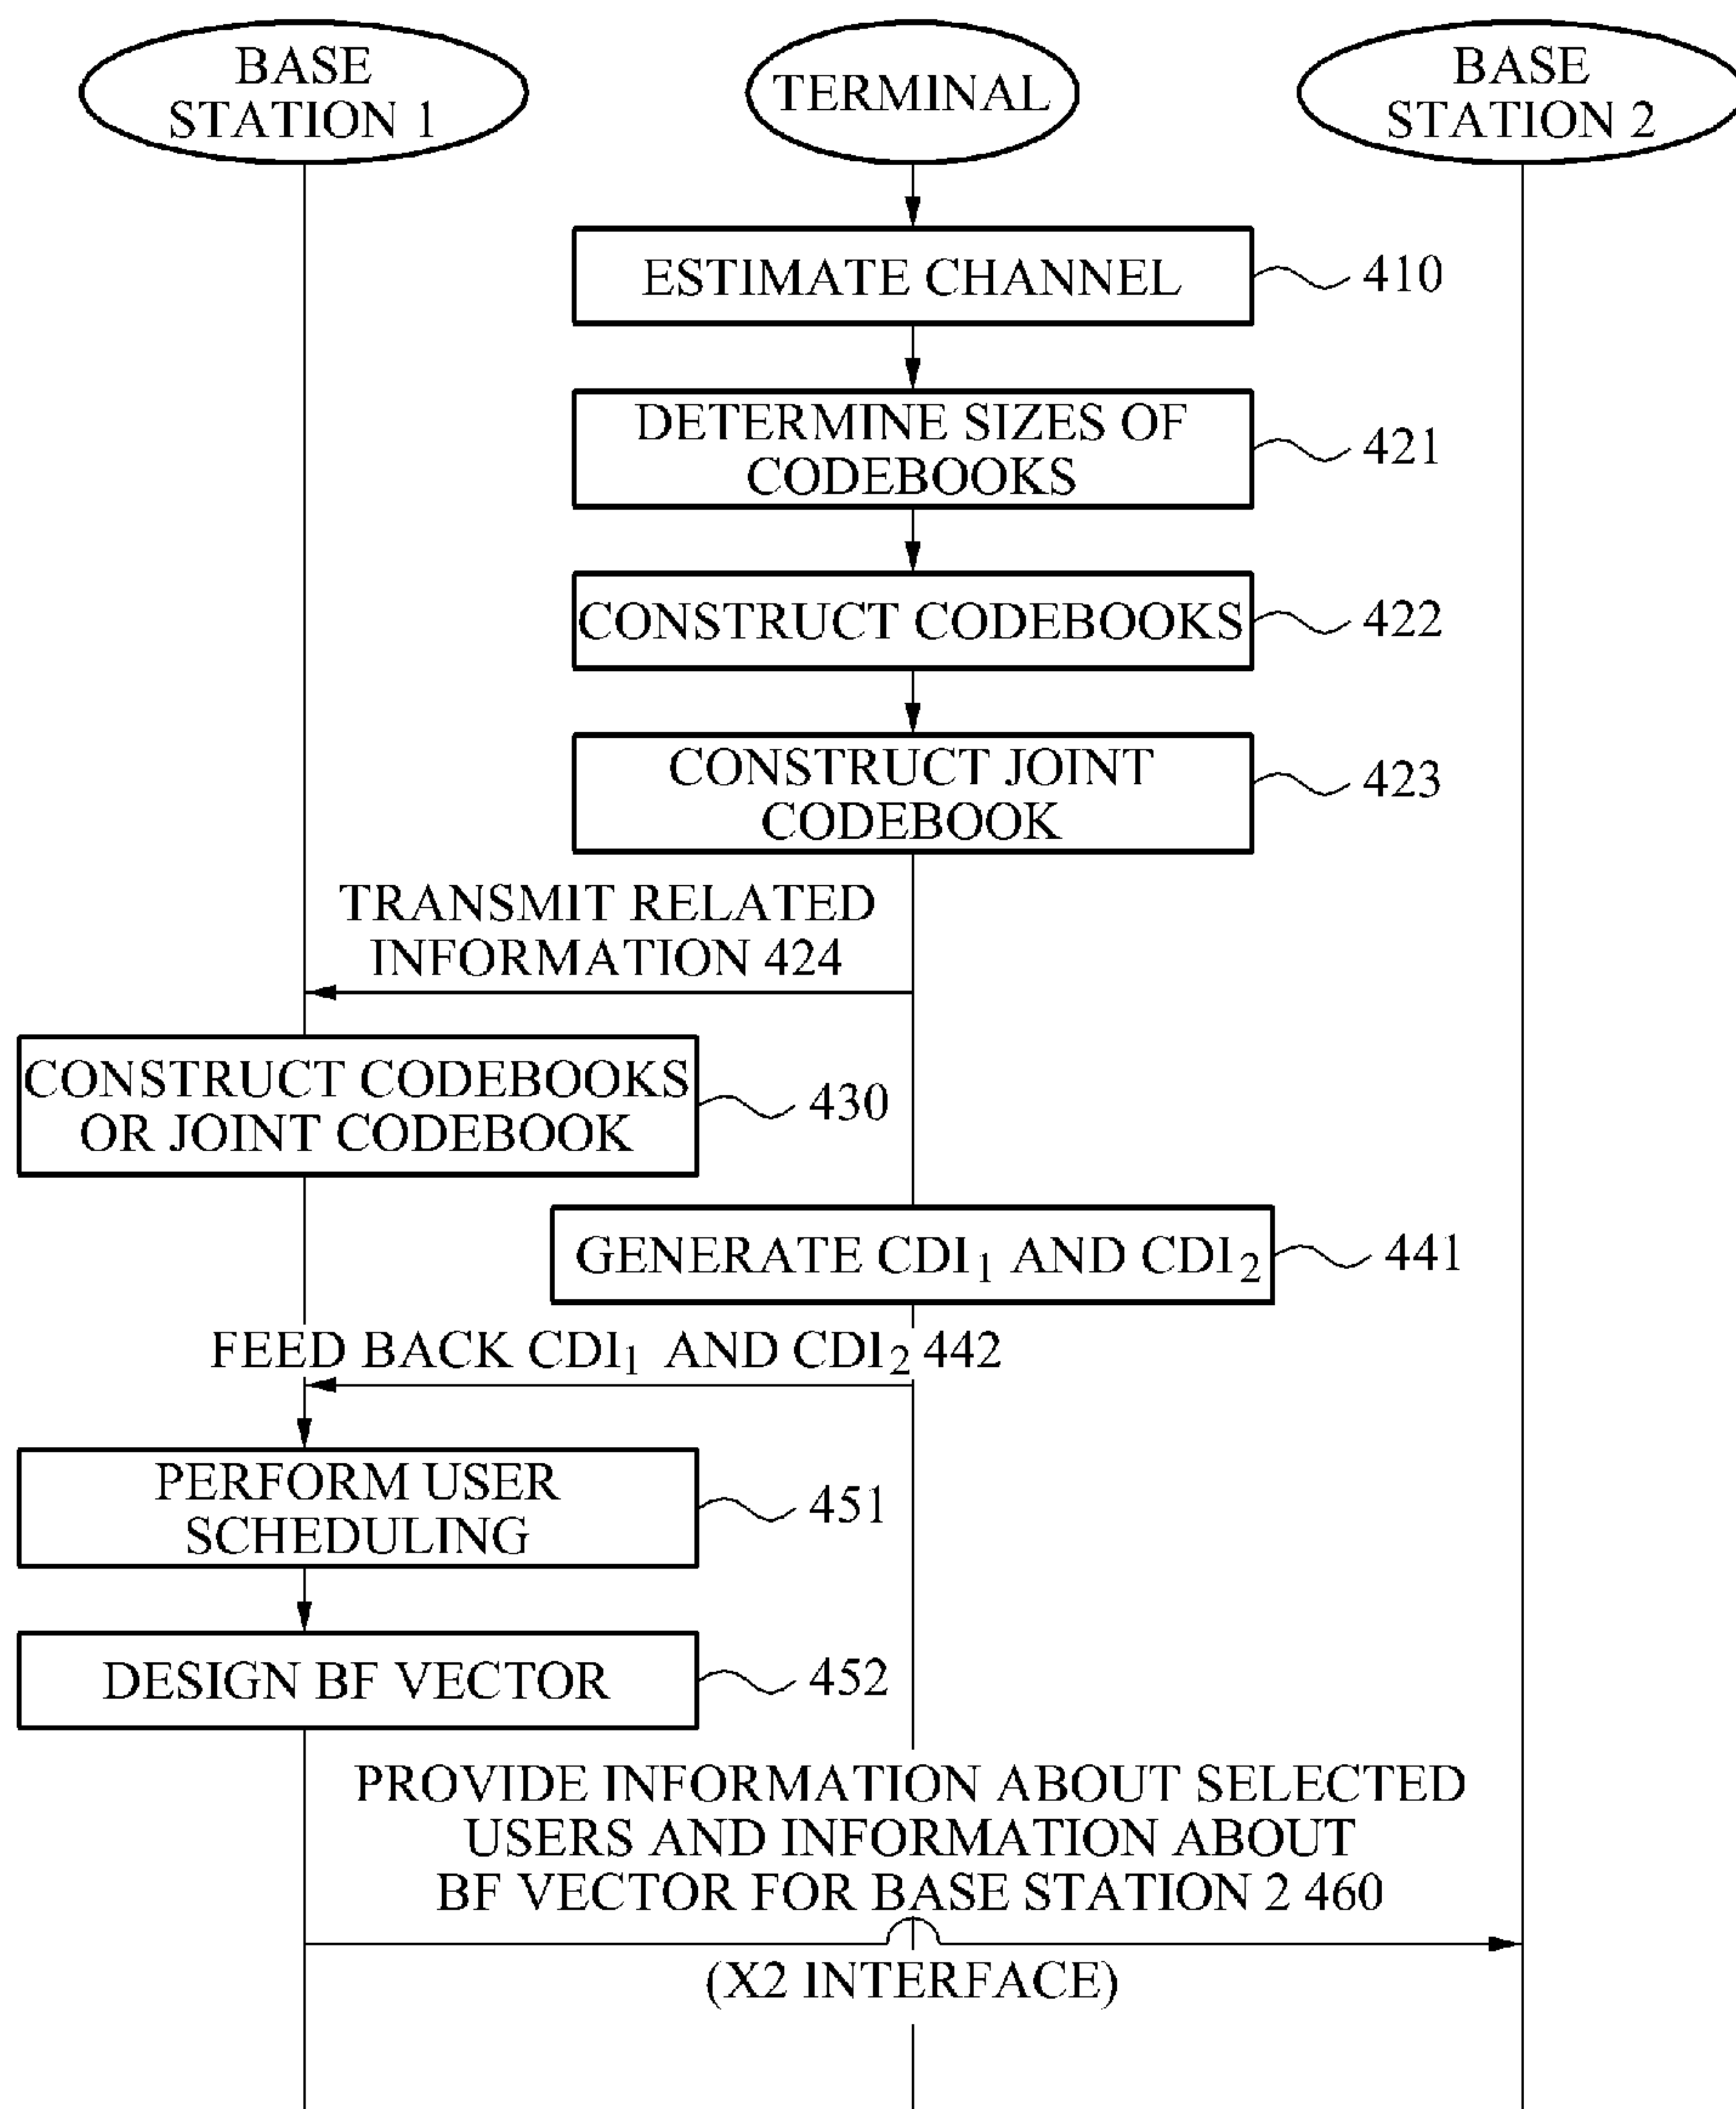 BASE
STATION 1
TERMINAL
BASE
STATION 2
ESTIMATE CHANNEL
410
DETERMINE SIZES OF
CODEBOOKS
421
CONSTRUCT CODEBOOKS
422
CONSTRUCT JOINT
CODEBOOK
423
TRANSMIT RELATED
INFORMATION 424
CONSTRUCT CODEBOOKS
OR JOINT CODEBOOK
430
GENERATE CDI₁ AND CDI₂
441
FEED BACK CDI₁ AND CDI₂ 442
PERFORM USER
SCHEDULING
451
DESIGN BF VECTOR
452
PROVIDE INFORMATION ABOUT SELECTED
USERS AND INFORMATION ABOUT
BF VECTOR FOR BASE STATION 2 460
(X2 INTERFACE)